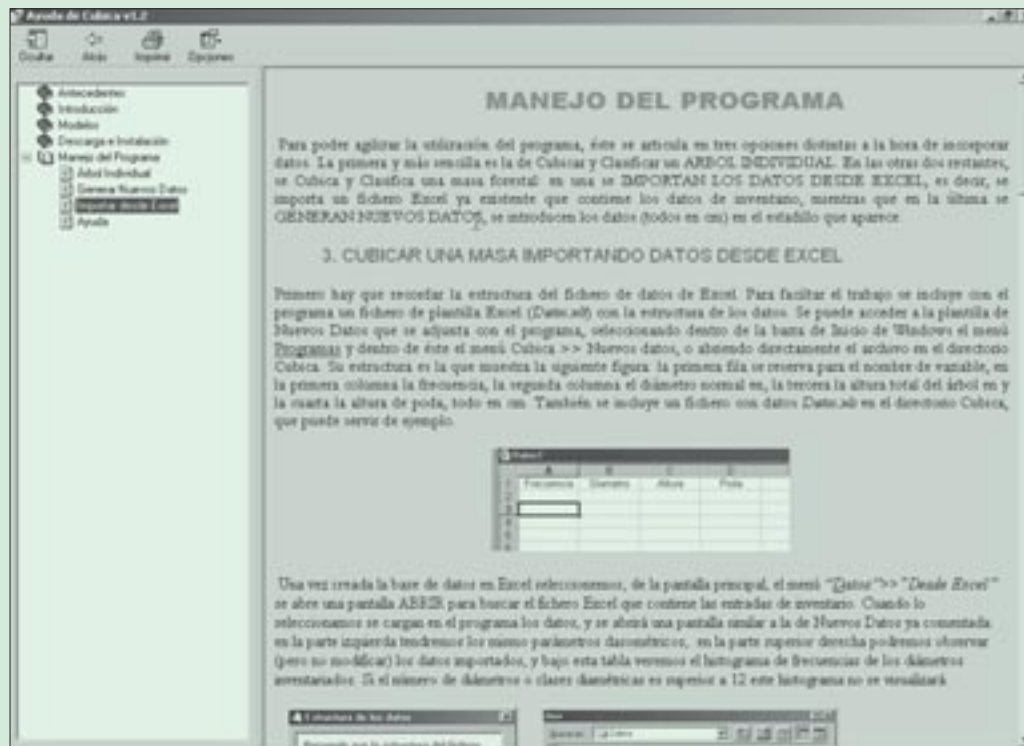 Ayuda de Cubica v1.2
Ocultar Atrás Imprimir Opciones
Antecedentes
Introducción
Modelos
Descarga e Instalación
Manejo del Programa
Arbol Individual
Genera Nuevos Datos
Importar desde Excel
Ayuda
MANEJO DEL PROGRAMA
Para poder agilizar la utilización del programa, éste se articula en tres opciones distintas a la hora de incorporar
datos. La primera y más sencilla es la de Cubicar y Clasificar un ARBOL INDIVIDUAL. En las otras dos restantes,
se Cubica y Clasifica una masa forestal: en una se IMPORTAN LOS DATOS DESDE EXCEL, es decir, se
importa un fichero Excel ya existente que contiene los datos de inventario, mientras que en la última se
GENERAN NUEVOS DATOS, se introducen los datos (todos en cm) en el estadillo que aparece.
3. CUBICAR UNA MASA IMPORTANDO DATOS DESDE EXCEL
Primero hay que recordar la estructura del fichero de datos de Excel. Para facilitar el trabajo se incluye con el
programa un fichero de plantilla Excel (Datos.xlt) con la estructura de los datos. Se puede acceder a la plantilla de
Nuevos Datos que se adjunta con el programa, seleccionando dentro de la barra de Inicio de Windows el menú
Programas y dentro de éste el menú Cubica >> Nuevos datos, o abriendo directamente el archivo en el directorio
Cubica. Su estructura es la que muestra la siguiente figura: la primera fila se reserva para el nombre de variable, en
la primera columna la frecuencia, la segunda columna el diámetro normal en, la tercera la altura total del árbol en y
la cuarta la altura de poda, todo en cm. También se incluye un fichero con datos Datos.xls en el directorio Cubica,
que puede servir de ejemplo.
A B C D
1 Frecuencia Diametro Altura Poda
2
3
4
5
6
Una vez creada la base de datos en Excel seleccionemos, de la pantalla principal, el menú "Datos">>"Desde Excel"
se abre una pantalla ABRIR para buscar el fichero Excel que contiene las entradas de inventario. Cuando lo
seleccionamos se cargan en el programa los datos, y se abrirá una pantalla similar a la de Nuevos Datos ya comentada:
en la parte izquierda tendremos los mismo parámetros dasométricos, en la parte superior derecha podremos observar
(pero no modificar) los datos importados, y bajo esta tabla veremos el histograma de frecuencias de los diámetros
inventariados. Si el número de diámetros o clases diamétricas es superior a 12 este histograma no se visualizará.
Estructura de los datos